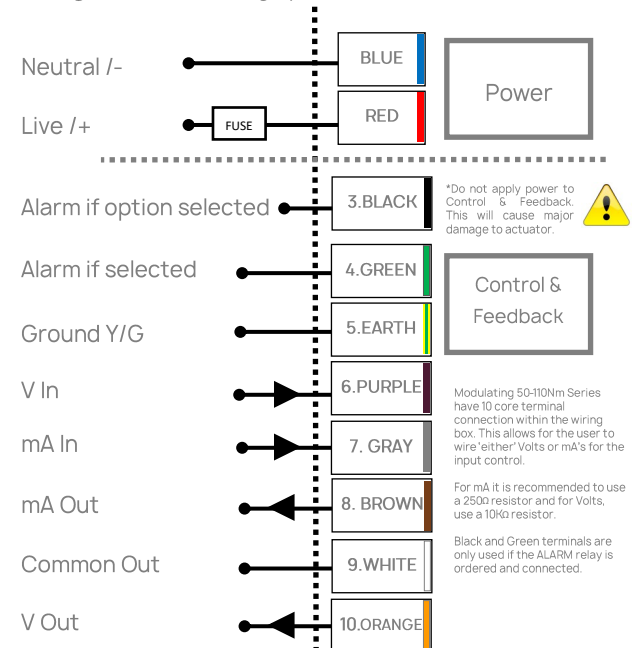 Neutral /-
BLUE
Power
Live /+
FUSE
RED
Alarm if option selected
3.BLACK
*Do not apply power to
Control & Feedback.
This will cause major
damage to actuator.
Alarm if selected
4.GREEN
Control &
Feedback
Ground Y/G
5.EARTH
V In
6.PURPLE
mA In
7. GRAY
Modulating 50-110Nm Series
have 10 core terminal
connection within the wiring
box. This allows for the user to
wire 'either' Volts or mA's for the
input control.
mA Out
8. BROWN
For mA it is recommended to use
a 250Ω resistor and for Volts,
use a 10KΩ resistor.
Common Out
9.WHITE
Black and Green terminals are
only used if the ALARM relay is
ordered and connected.
V Out
10.ORANGE